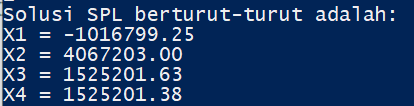 Solusi SPL berturut-turut adalah:
X1 = -1016799.25
X2 = 4067203.00
X3 = 1525201.63
X4 = 1525201.38